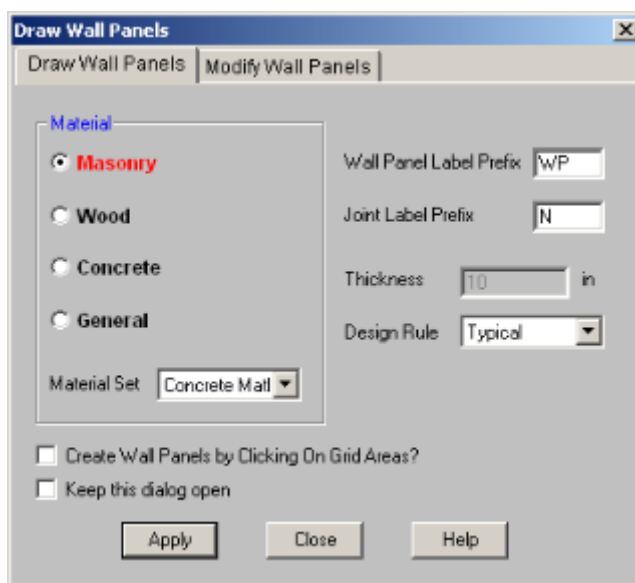 Draw Wall Panels
Draw Wall Panels Modify Wall Panels
Material
Masonry
Wood
Concrete
General
Material Set Concrete Matl
Wall Panel Label Prefix WP
Joint Label Prefix N
Thickness 10 in
Design Rule Typical
Create Wall Panels by Clicking On Grid Areas?
Keep this dialog open
Apply Close Help